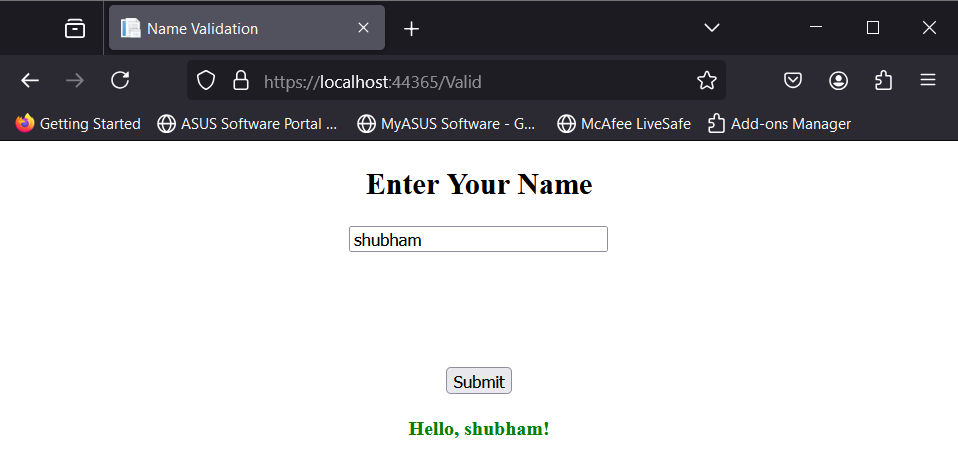 Name Validation
https://localhost:44365/Valid
Getting Started ASUS Software Portal ... MyASUS Software - G... McAfee LiveSafe Add-ons Manager
Enter Your Name
shubham
Submit
Hello, shubham!